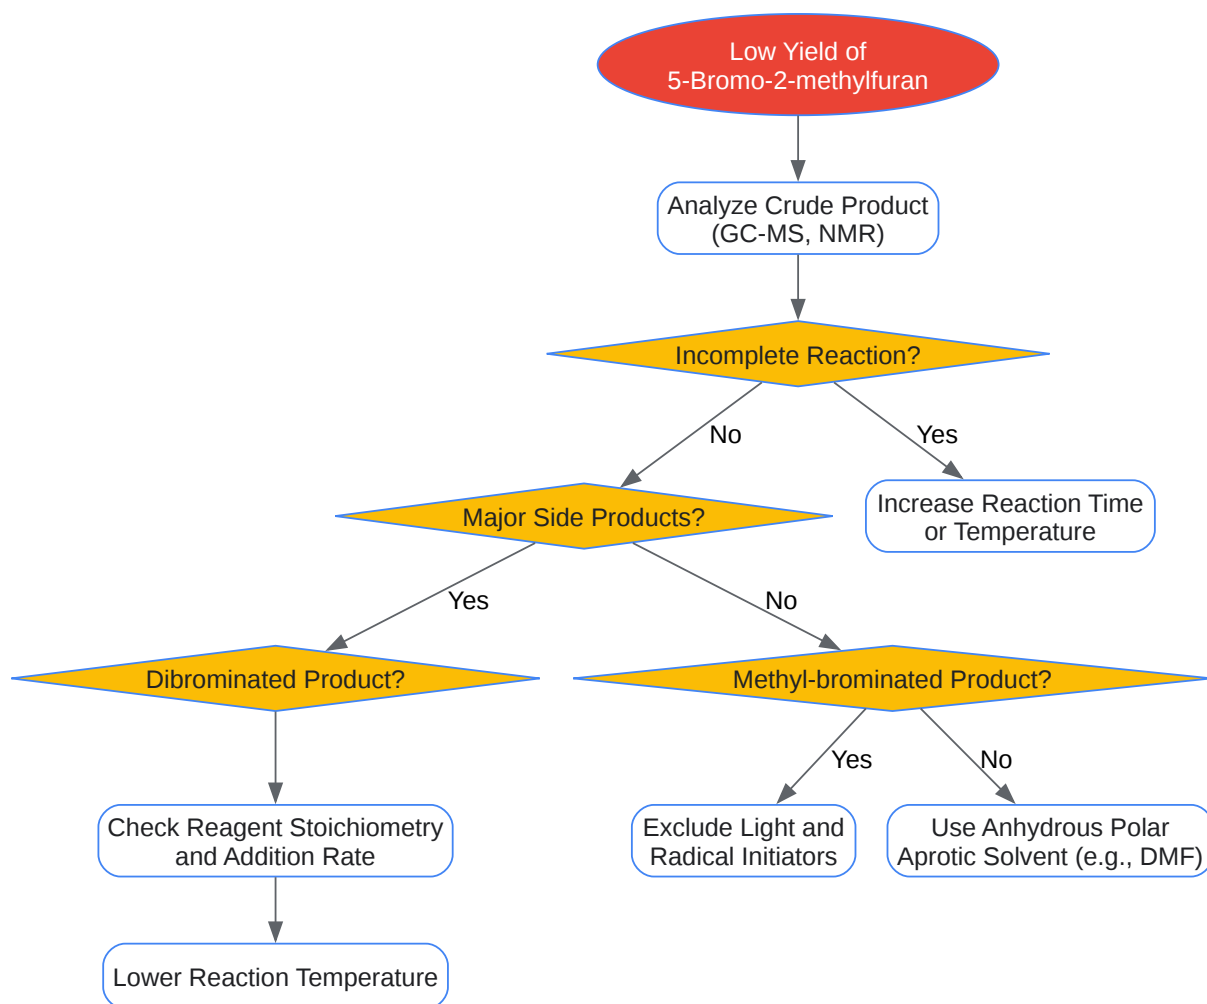 Low Yield of
5-Bromo-2-methylfuran
Analyze Crude Product
(GC-MS, NMR)
Incomplete Reaction?
No
Yes
Increase Reaction Time
or Temperature
Major Side Products?
Yes
No
Dibrominated Product?
Methyl-brominated Product?
Yes
No
Check Reagent Stoichiometry
and Addition Rate
Exclude Light and
Radical Initiators
Use Anhydrous Polar
Aprotic Solvent (e.g., DMF)
Lower Reaction Temperature